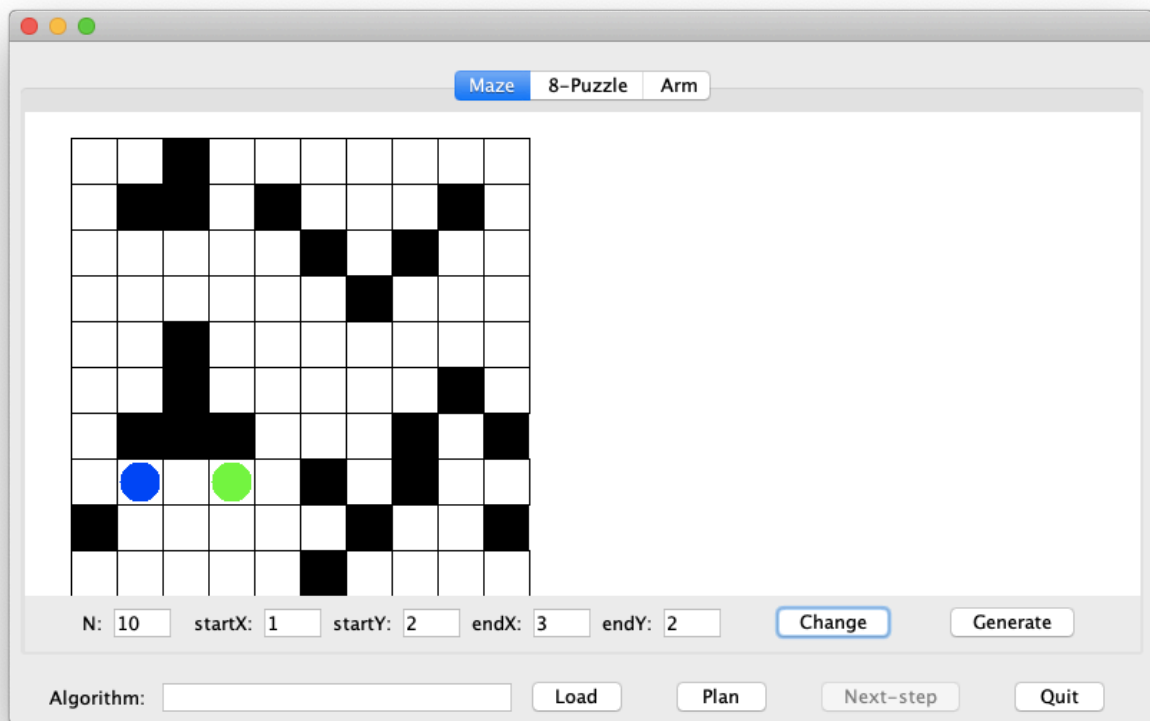 Maze 8-Puzzle Arm
N: 10 startX: 1 startY: 2 endX: 3 endY: 2 Change Generate
Algorithm: Load Plan Next-step Quit